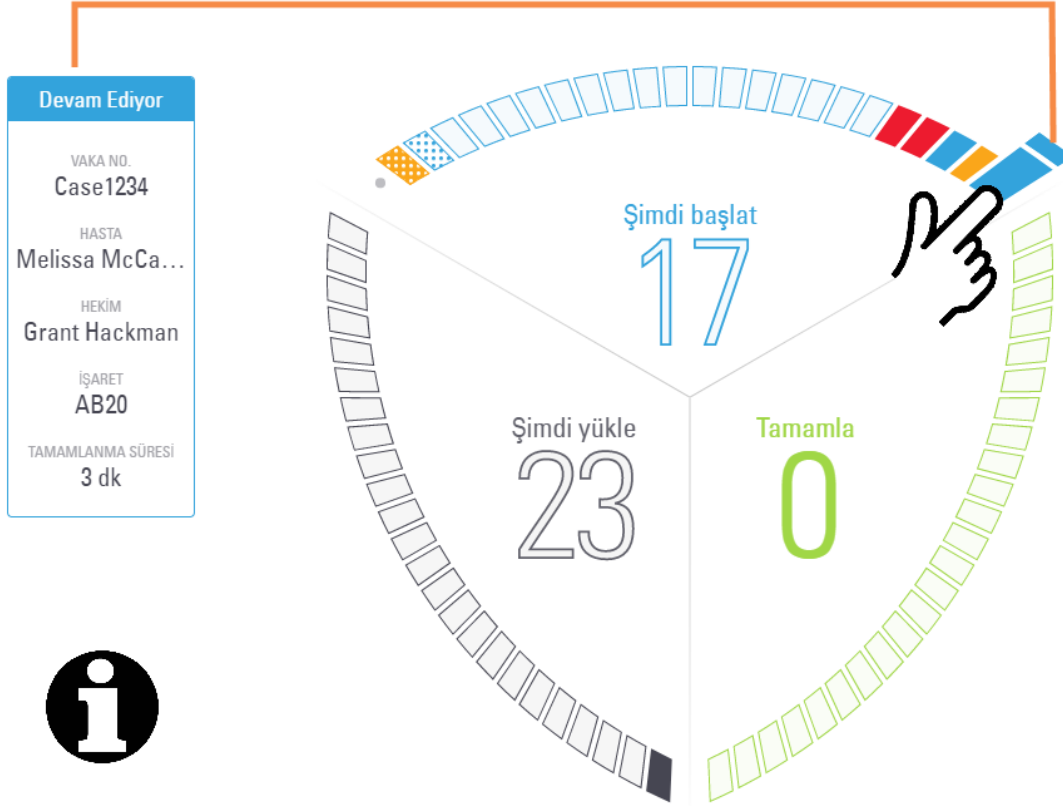 Devam Ediyor
VAKA NO.
Case1234
HASTA
Melissa McCa...
HEKİM
Grant Hackman
İŞARET
AB20
TAMAMLANMA SÜRESİ
3 dk
Şimdi başlat
17
Şimdi yükle
23
Tamamla
0